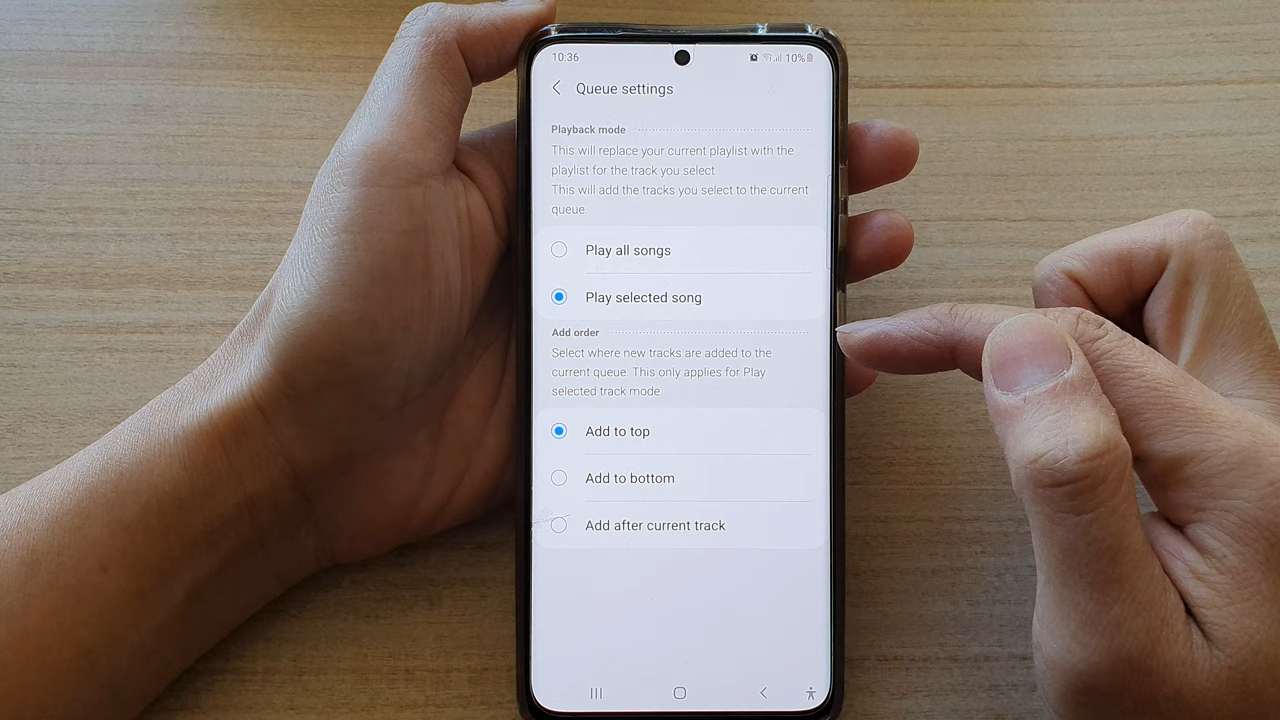 10:36
10%
Queue settings
Playback mode
This will replace your current playlist with the
playlist for the track you select.
This will add the tracks you select to the current
queue.
Play all songs
Play selected song
Add order
Select where new tracks are added to the
current queue. This only applies for Play
selected track mode.
Add to top
Add to bottom
Add after current track